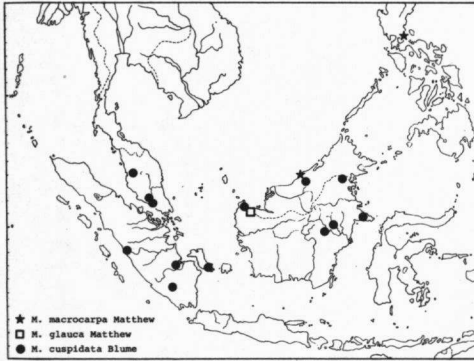 ★ M. macrocarpa Matthew
□ M. glauca Matthew
● M. cuspidata Blume